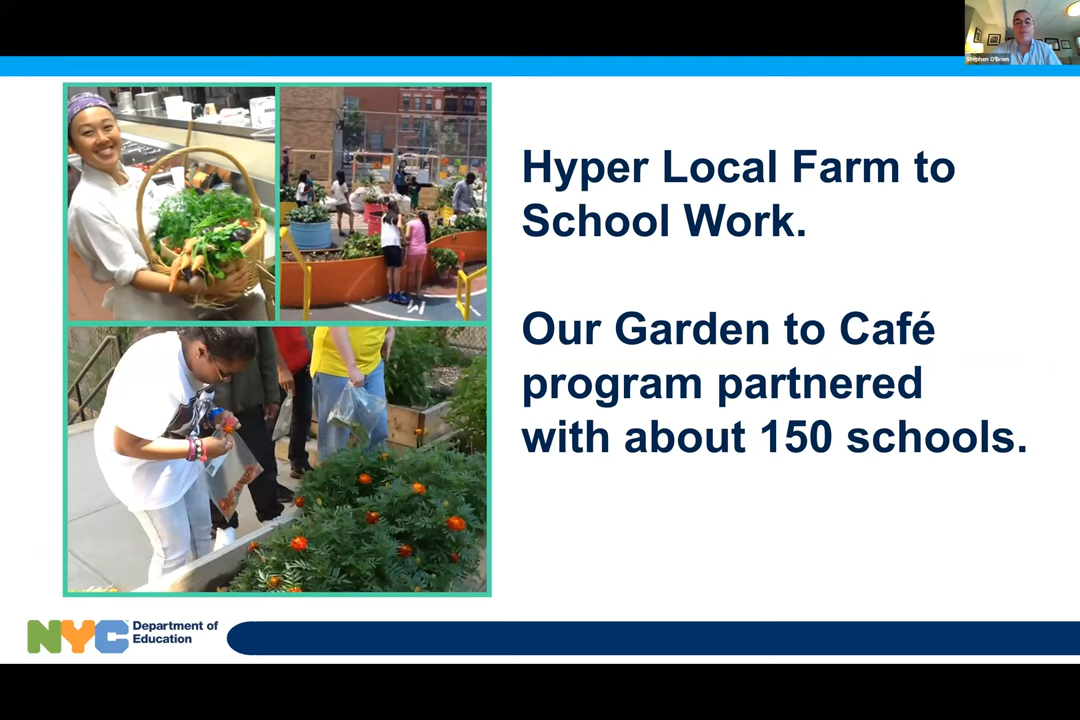 Stephen O'Brien
Hyper Local Farm to
School Work.
Our Garden to Café
program partnered
with about 150 schools.
NYC
Department of
Education